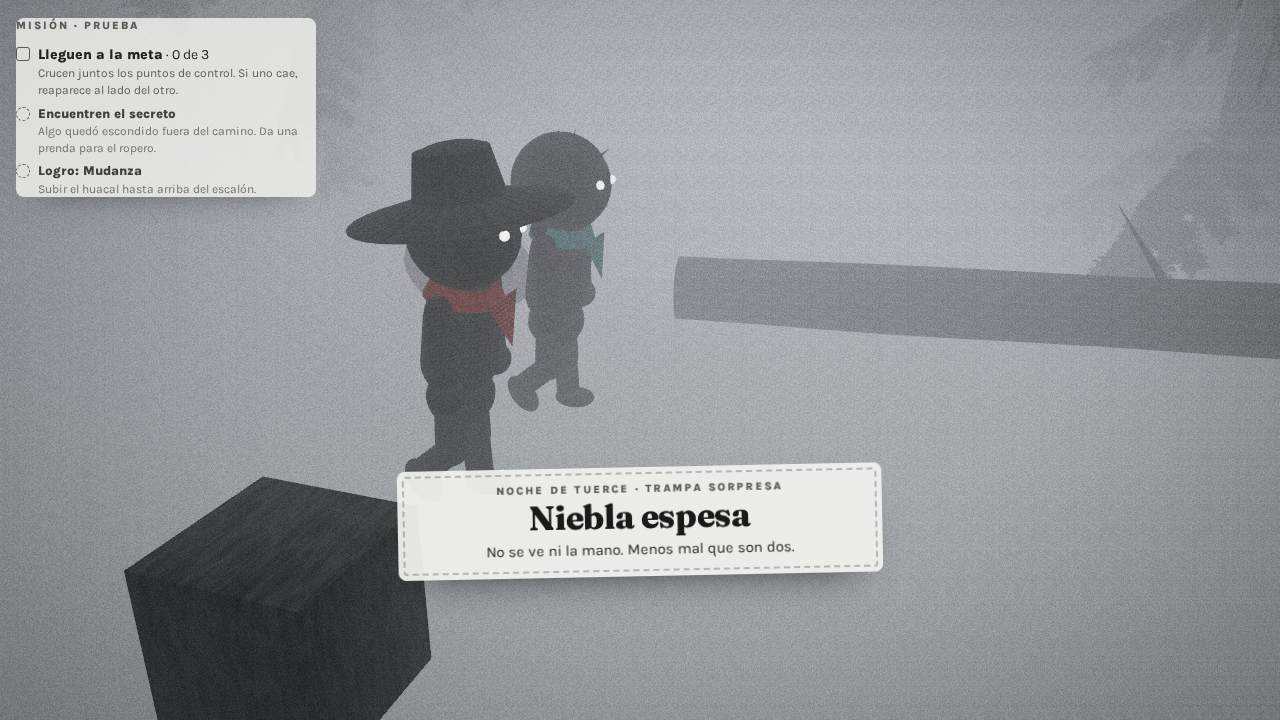 MISIÓN · PRUEBA
Lleguen a la meta · 0 de 3
Crucen juntos los puntos de control. Si uno cae,
reaparece al lado del otro.
Encuentren el secreto
Algo quedó escondido fuera del camino. Da una
prenda para el ropero.
Logro: Mudanza
Subir el huacal hasta arriba del escalón.
NOCHE DE TUERCE · TRAMPA SORPRESA
Niebla espesa
No se ve ni la mano. Menos mal que son dos.